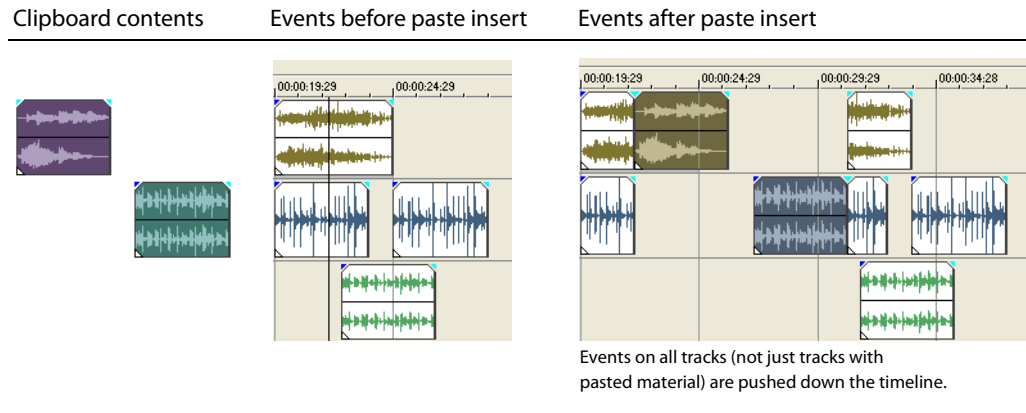 Clipboard contents
Events before paste insert
Events after paste insert
00:00:19:29 00:00:24:29
00:00:19:29 00:00:24:29 00:00:29:29 00:00:34:28
Events on all tracks (not just tracks with
pasted material) are pushed down the timeline.